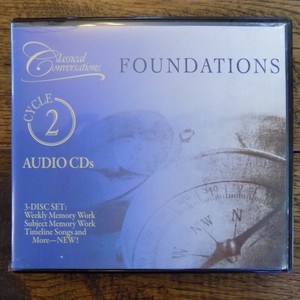 Classical
Conversations
FOUNDATIONS
CYCLE
2
AUDIO CDs
3-DISC SET:
Weekly Memory Work
Subject Memory Work
Timeline Songs and
More—NEW!
N
W
W